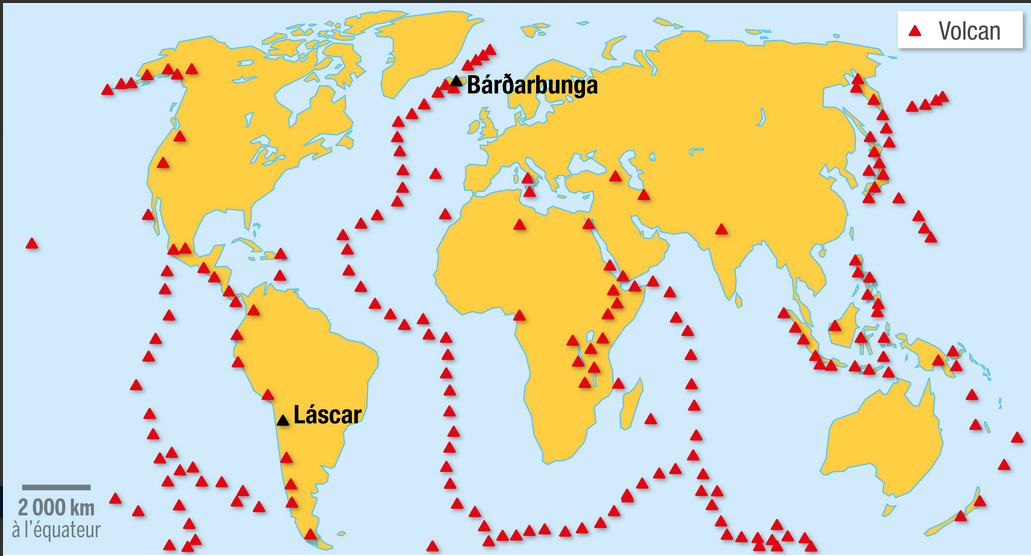 Volcan
Bárðarbunga
Láscar
2 000 km
à l'équateur